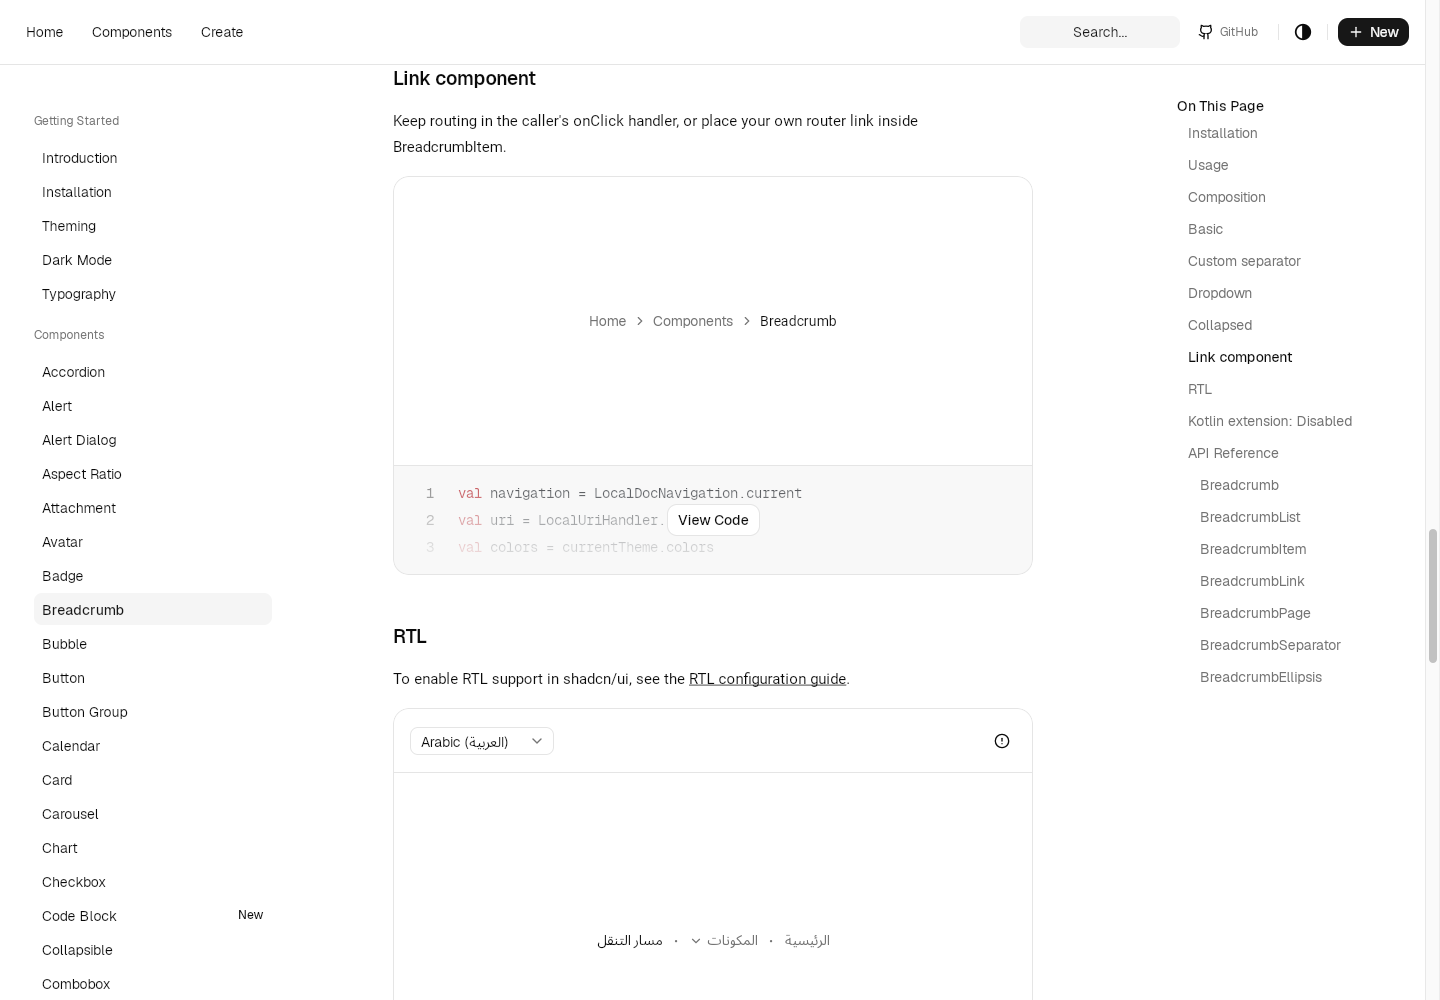 Home Components Create Search... GitHub New
Getting Started
Introduction
Installation
Theming
Dark Mode
Typography
Components
Accordion
Alert
Alert Dialog
Aspect Ratio
Attachment
Avatar
Badge
Breadcrumb
Bubble
Button
Button Group
Calendar
Card
Carousel
Chart
Checkbox
Code Block New
Collapsible
Combobox
Link component
Keep routing in the caller's onClick handler, or place your own router link inside
BreadcrumbItem.
Home Components Breadcrumb
1 val navigation = LocalDocNavigation.current
2 val uri = LocalUriHandler.
View Code
3 val colors = currentTheme.colors
RTL
To enable RTL support in shadcn/ui, see the RTL configuration guide.
Arabic (العربية)
الرئيسية • المكونات • مسار التنقل
On This Page
Installation
Usage
Composition
Basic
Custom separator
Dropdown
Collapsed
Link component
RTL
Kotlin extension: Disabled
API Reference
Breadcrumb
BreadcrumbList
BreadcrumbItem
BreadcrumbLink
BreadcrumbPage
BreadcrumbSeparator
BreadcrumbEllipsis